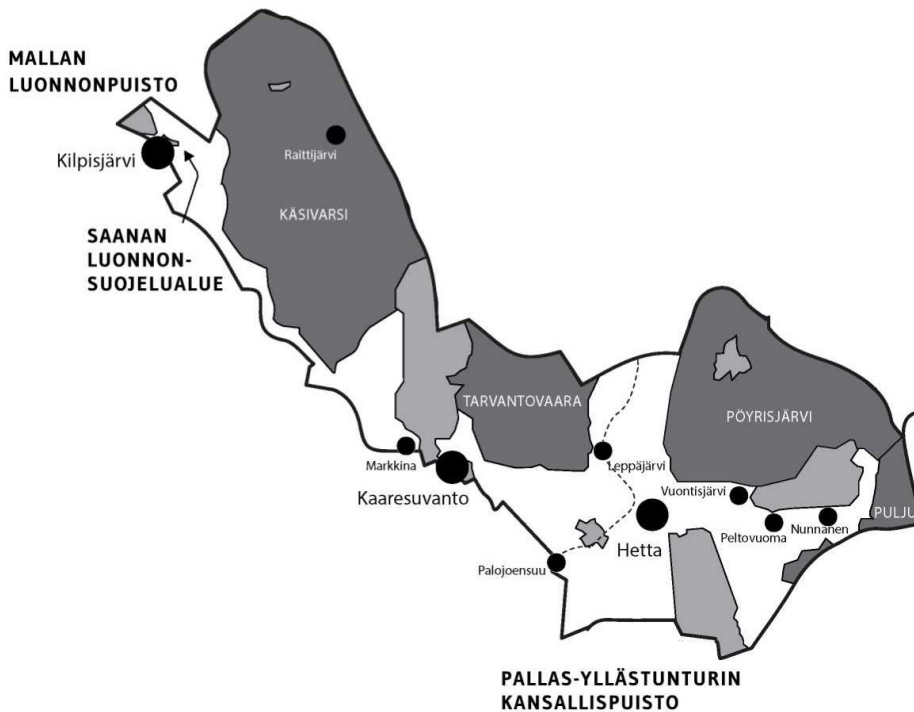 MALLAN
LUONNONPUISTO
Kilpisjärvi
Raittijärvi
KÄSIVARSI
SAANAN
LUONNON-
SUOJELUALUE
TARVANTOVAARA
PÖYRISJÄRVI
Markkina
Leppäjärvi
Kaaresuvanto
Vuontisjärvi
PULJU
Peltovuoma
Nunnanen
Hetta
Palojoensuu
PALLAS-YLLÄSTUNTURIN
KANSALLISPUISTO